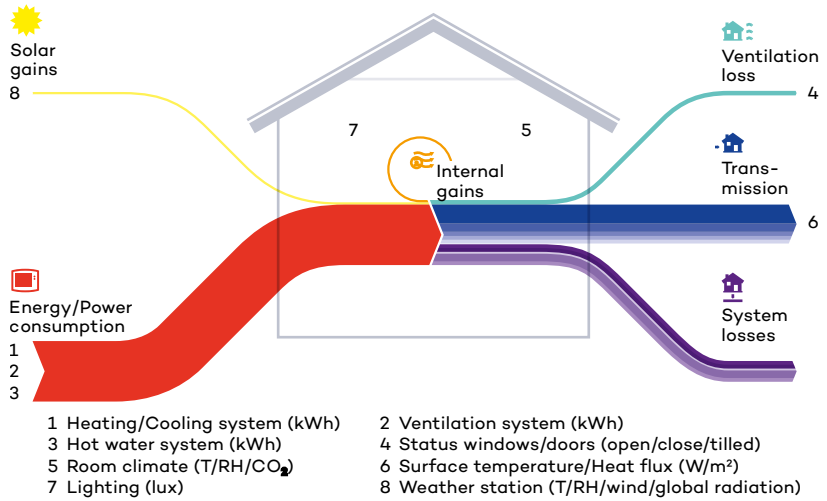 Solar
gains
8
Ventilation
loss
4
7
5
Internal
gains
Trans-
mission
6
Energy/Power
consumption
1
2
3
System
losses
1 Heating/Cooling system (kWh)
2 Ventilation system (kWh)
3 Hot water system (kWh)
4 Status windows/doors (open/close/tilled)
5 Room climate (T/RH/CO₂)
6 Surface temperature/Heat flux (W/m²)
7 Lighting (lux)
8 Weather station (T/RH/wind/global radiation)